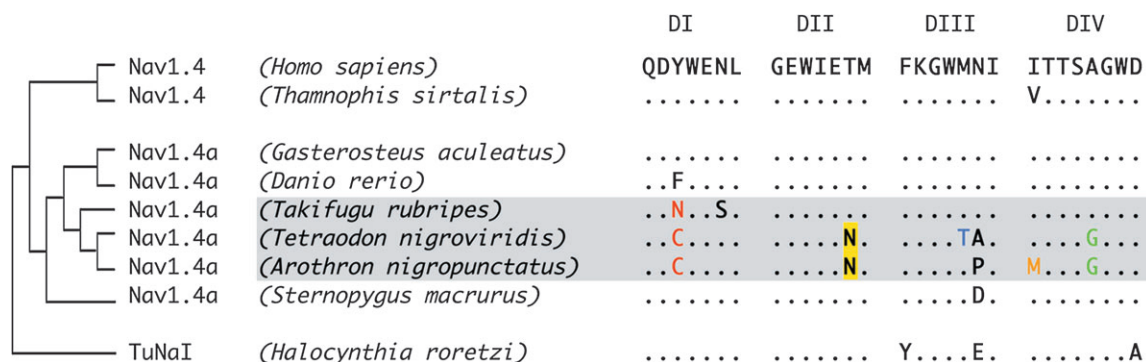 DI DII DIII DIV
Nav1.4 (Homo sapiens) QDYWENL GEWIETM FKGWMNI ITTSAGWD
Nav1.4 (Thamnophis sirtalis) ....... ....... ....... V.......
Nav1.4a (Gasterosteus aculeatus) ....... ....... ....... ........
Nav1.4a (Danio rerio) ..F.... ....... ....... ........
Nav1.4a (Takifugu rubripes) ..N..S. ....... ....... ........
Nav1.4a (Tetraodon nigroviridis) ..C.... .....N. ....TA. ....G...
Nav1.4a (Arothron nigropunctatus) ..C.... .....N. .....P. M...G...
Nav1.4a (Sternopygus macrurus) ....... ....... .....D. ........
TuNaI (Halocynthia roretzi) ....... ....... Y....E. .......A